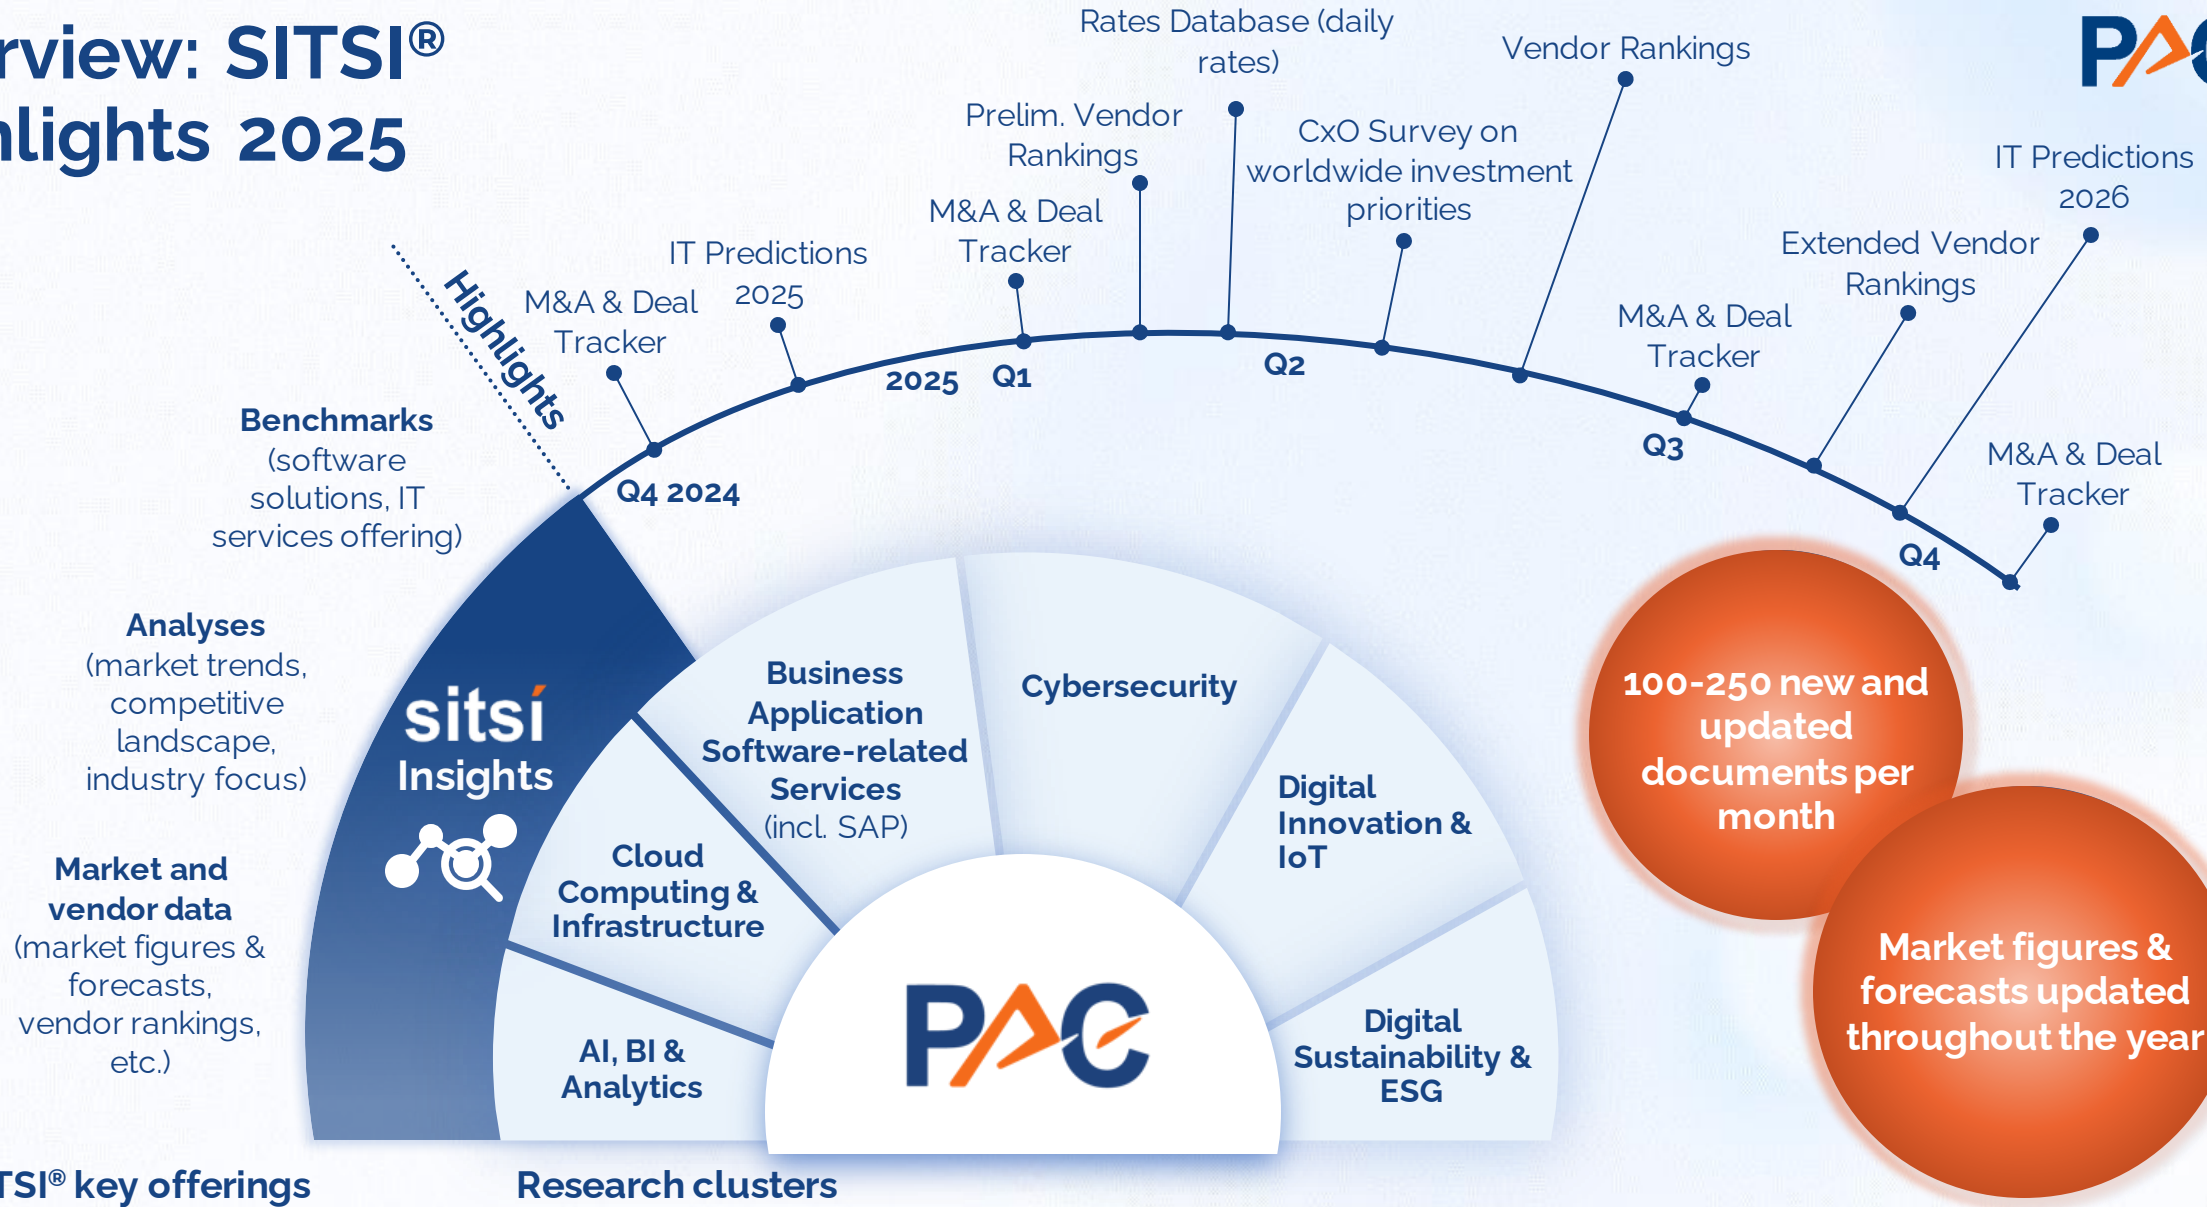 rview: SITSI®
hlights 2025
PAC
Rates Database (daily
rates)
Vendor Rankings
Prelim. Vendor
Rankings
CxO Survey on
worldwide investment
priorities
IT Predictions
2026
M&A & Deal
Tracker
Extended Vendor
Rankings
IT Predictions
2025
M&A & Deal
Tracker
M&A & Deal
Tracker
M&A & Deal
Tracker
Highlights
Q4 2024
2025
Q1
Q2
Q3
Q4
Benchmarks
(software
solutions, IT
services offering)
Analyses
(market trends,
competitive
landscape,
industry focus)
Market and
vendor data
(market figures &
forecasts,
vendor rankings,
etc.)
sitsi
Insights
AI, BI &
Analytics
Cloud
Computing &
Infrastructure
Business
Application
Software-related
Services
(incl. SAP)
Cybersecurity
Digital
Innovation &
IoT
Digital
Sustainability &
ESG
PAC
100-250 new and
updated
documents per
month
Market figures &
forecasts updated
throughout the year
TSI® key offerings
Research clusters